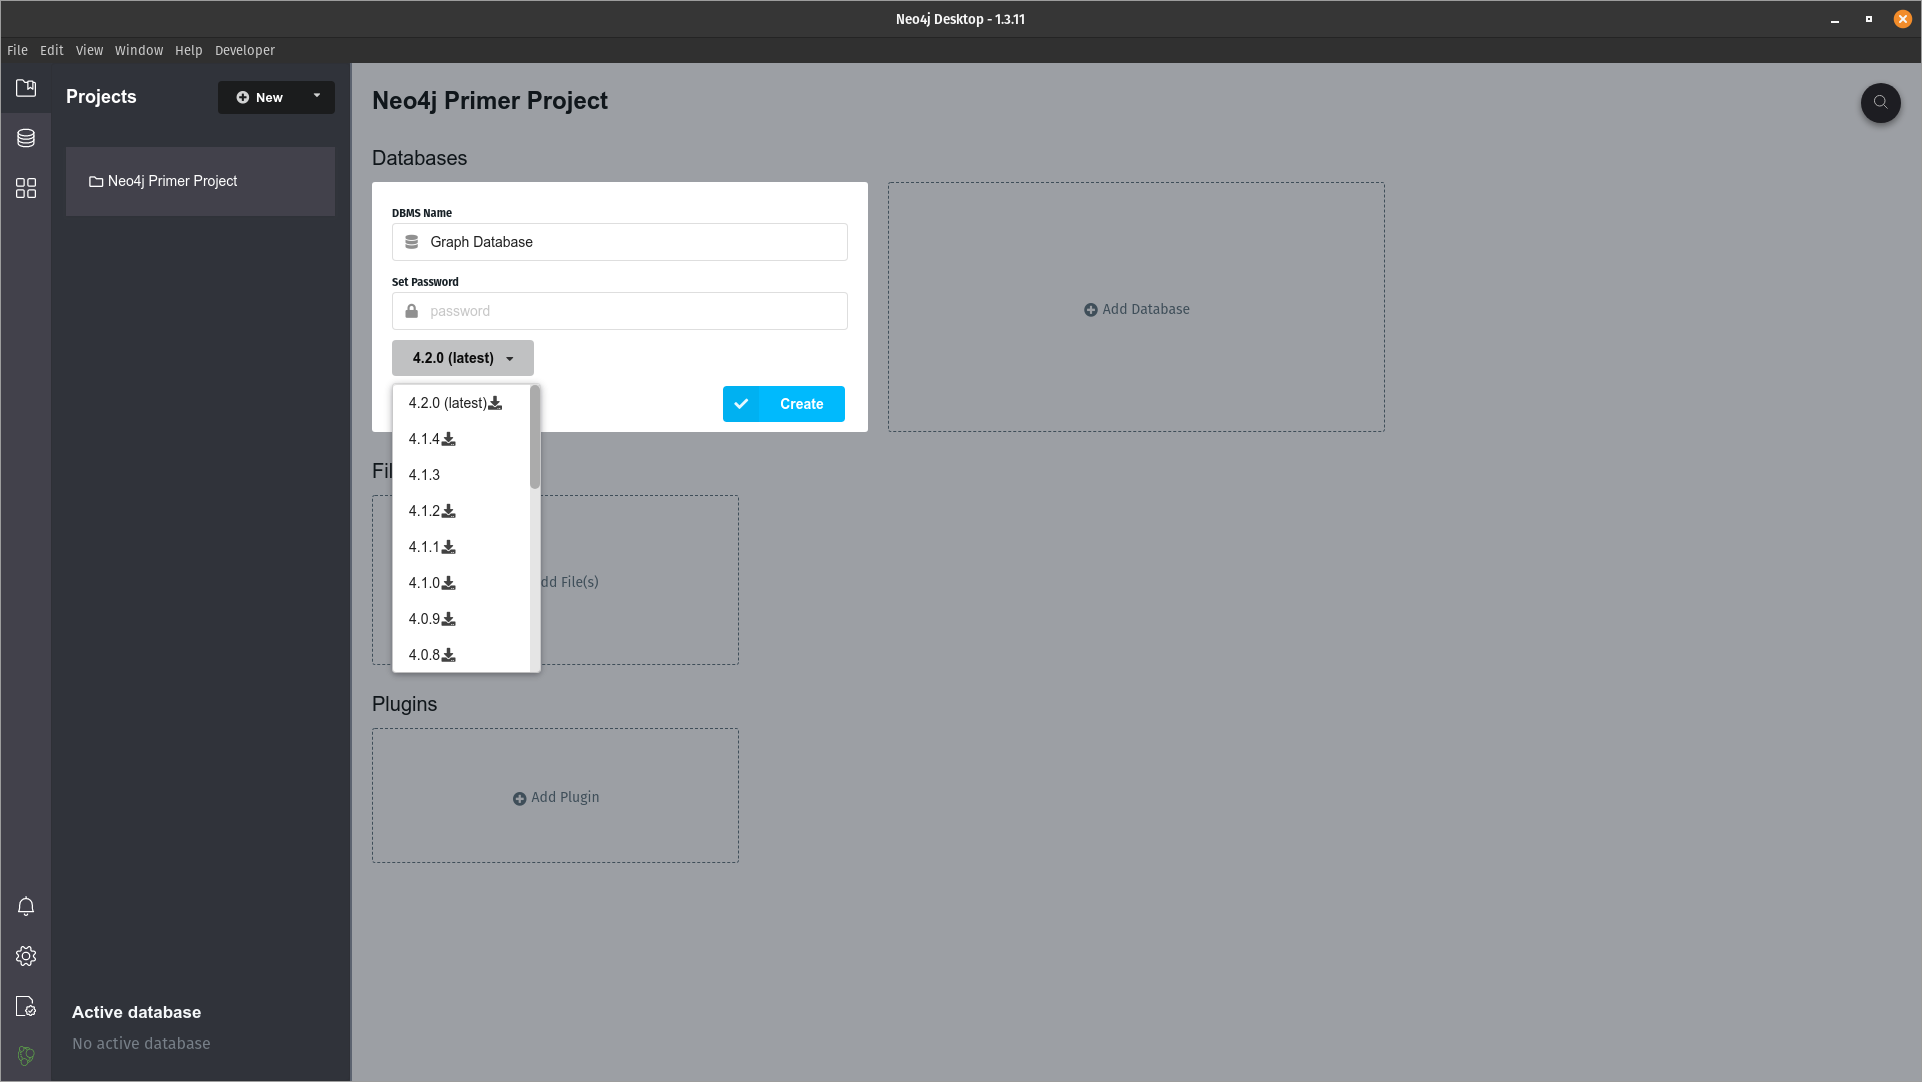 Neo4j Desktop - 1.3.11
File Edit View Window Help Developer
Projects
New
Neo4j Primer Project
Active database
No active database
Neo4j Primer Project
Databases
DBMS Name
Graph Database
Set Password
password
4.2.0 (latest)
4.2.0 (latest)
4.1.4
4.1.3
4.1.2
4.1.1
4.1.0
4.0.9
4.0.8
Create
Add Database
Fil
dd File(s)
Plugins
Add Plugin